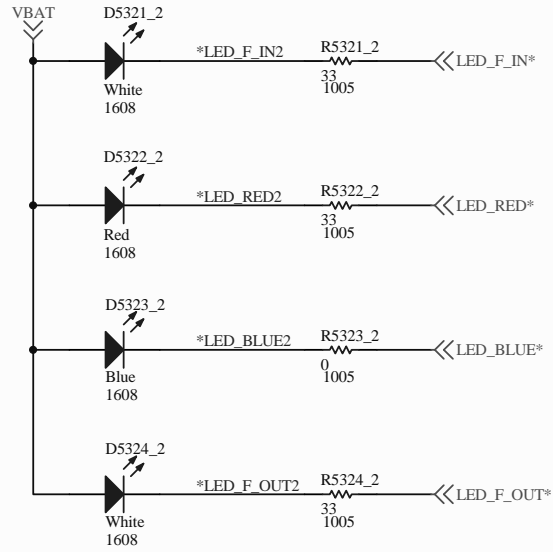 VBAT
D5321_2
*LED_F_IN2
R5321_2
LED_F_IN*
33
1005
White
1608
D5322_2
*LED_RED2
R5322_2
LED_RED*
33
1005
Red
1608
D5323_2
*LED_BLUE2
R5323_2
LED_BLUE*
0
1005
Blue
1608
D5324_2
*LED_F_OUT2
R5324_2
LED_F_OUT*
33
1005
White
1608